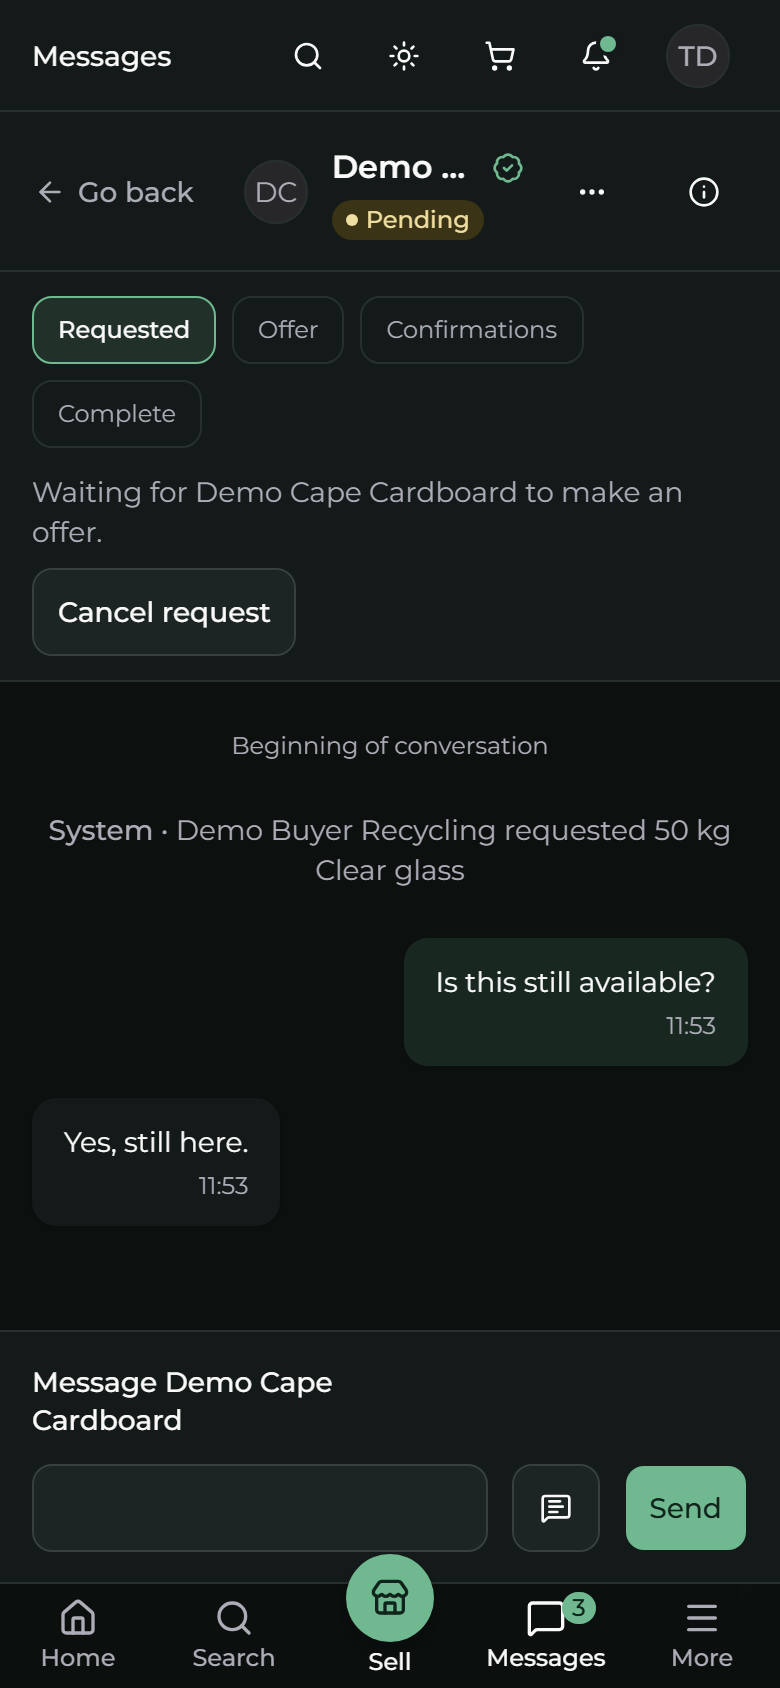 Messages
TD
Go back
DC
Demo ...
Pending
Requested
Offer
Confirmations
Complete
Waiting for Demo Cape Cardboard to make an
offer.
Cancel request
Beginning of conversation
System · Demo Buyer Recycling requested 50 kg
Clear glass
Is this still available?
11:53
Yes, still here.
11:53
Message Demo Cape
Cardboard
Send
3
Home
Search
Sell
Messages
More